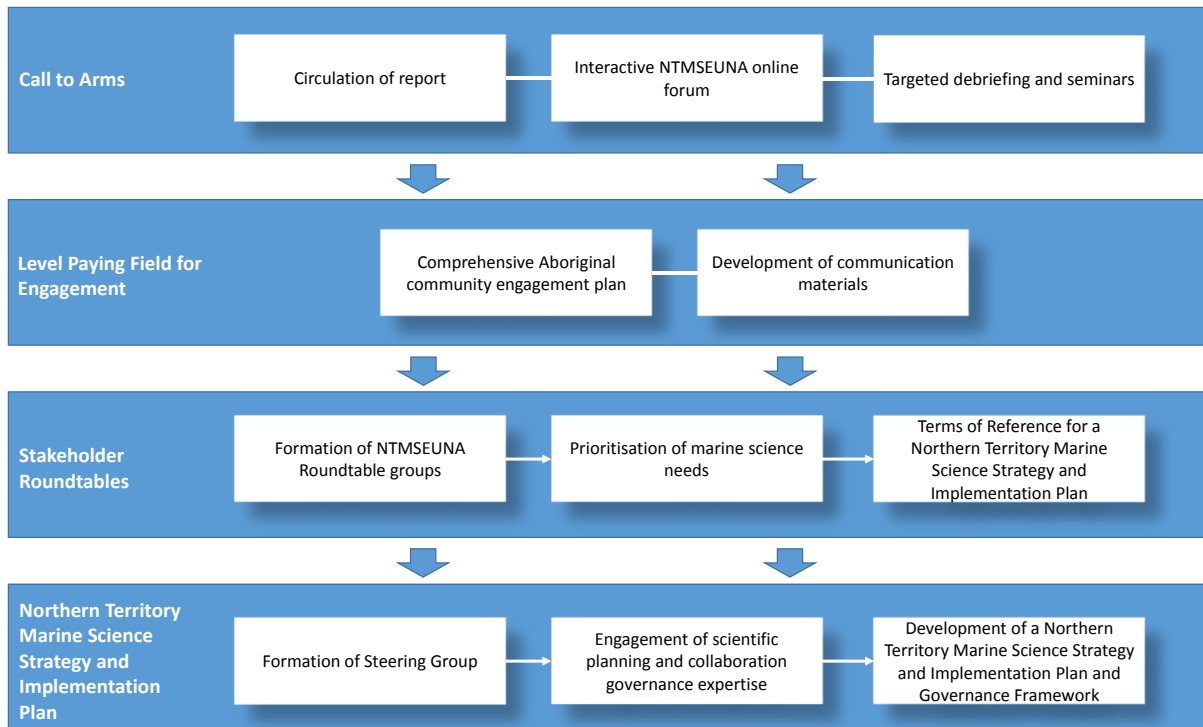 Call to Arms
Circulation of report
Interactive NTMSEUNA online
forum
Targeted debriefing and seminars
Level Paying Field for
Engagement
Comprehensive Aboriginal
community engagement plan
Development of communication
materials
Stakeholder
Roundtables
Formation of NTMSEUNA
Roundtable groups
Prioritisation of marine science
needs
Terms of Reference for a
Northern Territory Marine
Science Strategy and
Implementation Plan
Northern Territory
Marine Science
Strategy and
Implementation
Plan
Formation of Steering Group
Engagement of scientific
planning and collaboration
governance expertise
Development of a Northern
Territory Marine Science Strategy
and Implementation Plan and
Governance Framework